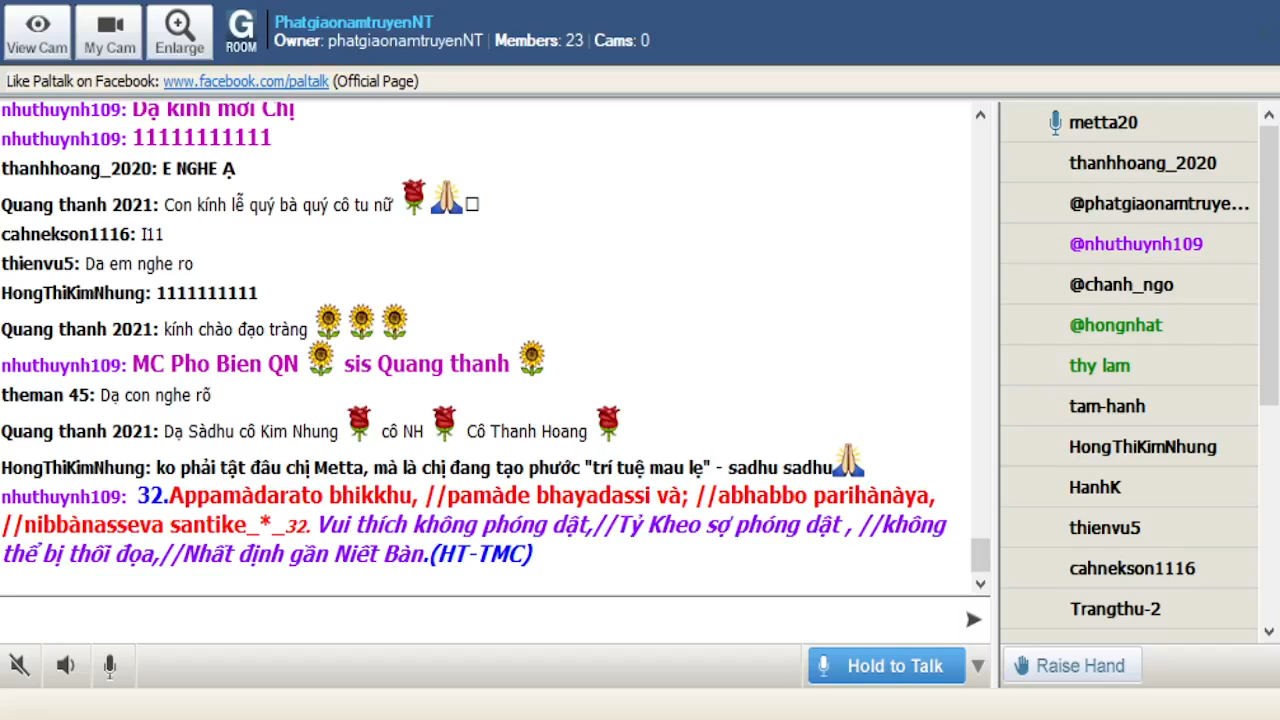 View Cam
My Cam
Enlarge
G
ROOM
PhatgiaonamtruyenNT
Owner: phatgiaonamtruyenNT | Members: 23 | Cams: 0
Like Paltalk on Facebook: www.facebook.com/paltalk (Official Page)
nhuthuynh109: Dạ kính mời Chị
nhuthuynh109: 11111111111
thanhhoang_2020: E NGHE Ạ
Quang thanh 2021: Con kính lễ quý bà quý cô tu nữ
cahnekson1116: I11
thienvu5: Da em nghe ro
HongThiKimNhung: 1111111111
Quang thanh 2021: kính chào đạo tràng
nhuthuynh109: MC Pho Bien QN sis Quang thanh
theman 45: Dạ con nghe rõ
Quang thanh 2021: Dạ Sàdhu cô Kim Nhung cô NH Cô Thanh Hoang
HongThiKimNhung: ko phải tật đâu chị Metta, mà là chị đang tạo phước "trí tuệ mau lẹ" - sadhu sadhu
nhuthuynh109: 32.Appamàdarato bhikkhu, //pamàde bhayadassi và; //abhabbo parihànàya,
//nibbànasseva santike_*_32. Vui thích không phóng dật,//Tỷ Kheo sợ phóng dật , //không
thể bị thối đọa,//Nhất định gần Niết Bàn.(HT-TMC)
Hold to Talk
metta20
thanhhoang_2020
@phatgiaonamtruye...
@nhuthuynh109
@chanh_ngo
@hongnhat
thy lam
tam-hanh
HongThiKimNhung
HanhK
thienvu5
cahnekson1116
Trangthu-2
Raise Hand